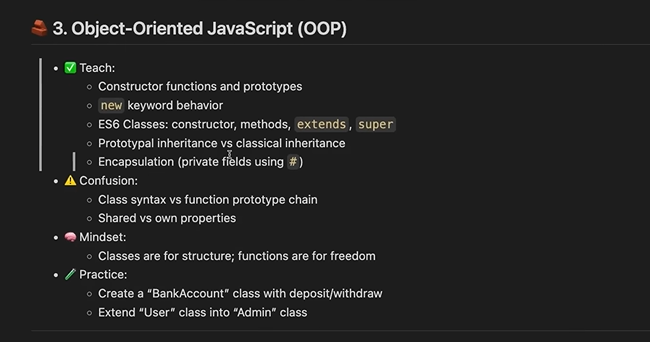 🧱 3. Object-Oriented JavaScript (OOP)
• ✅ Teach:
◦ Constructor functions and prototypes
◦ new keyword behavior
◦ ES6 Classes: constructor, methods, extends, super
◦ Prototypal inheritance vs classical inheritance
◦ Encapsulation (private fields using #)
• ⚠️ Confusion:
◦ Class syntax vs function prototype chain
◦ Shared vs own properties
• 🧠 Mindset:
◦ Classes are for structure; functions are for freedom
• 🧪 Practice:
◦ Create a “BankAccount” class with deposit/withdraw
◦ Extend “User” class into “Admin” class